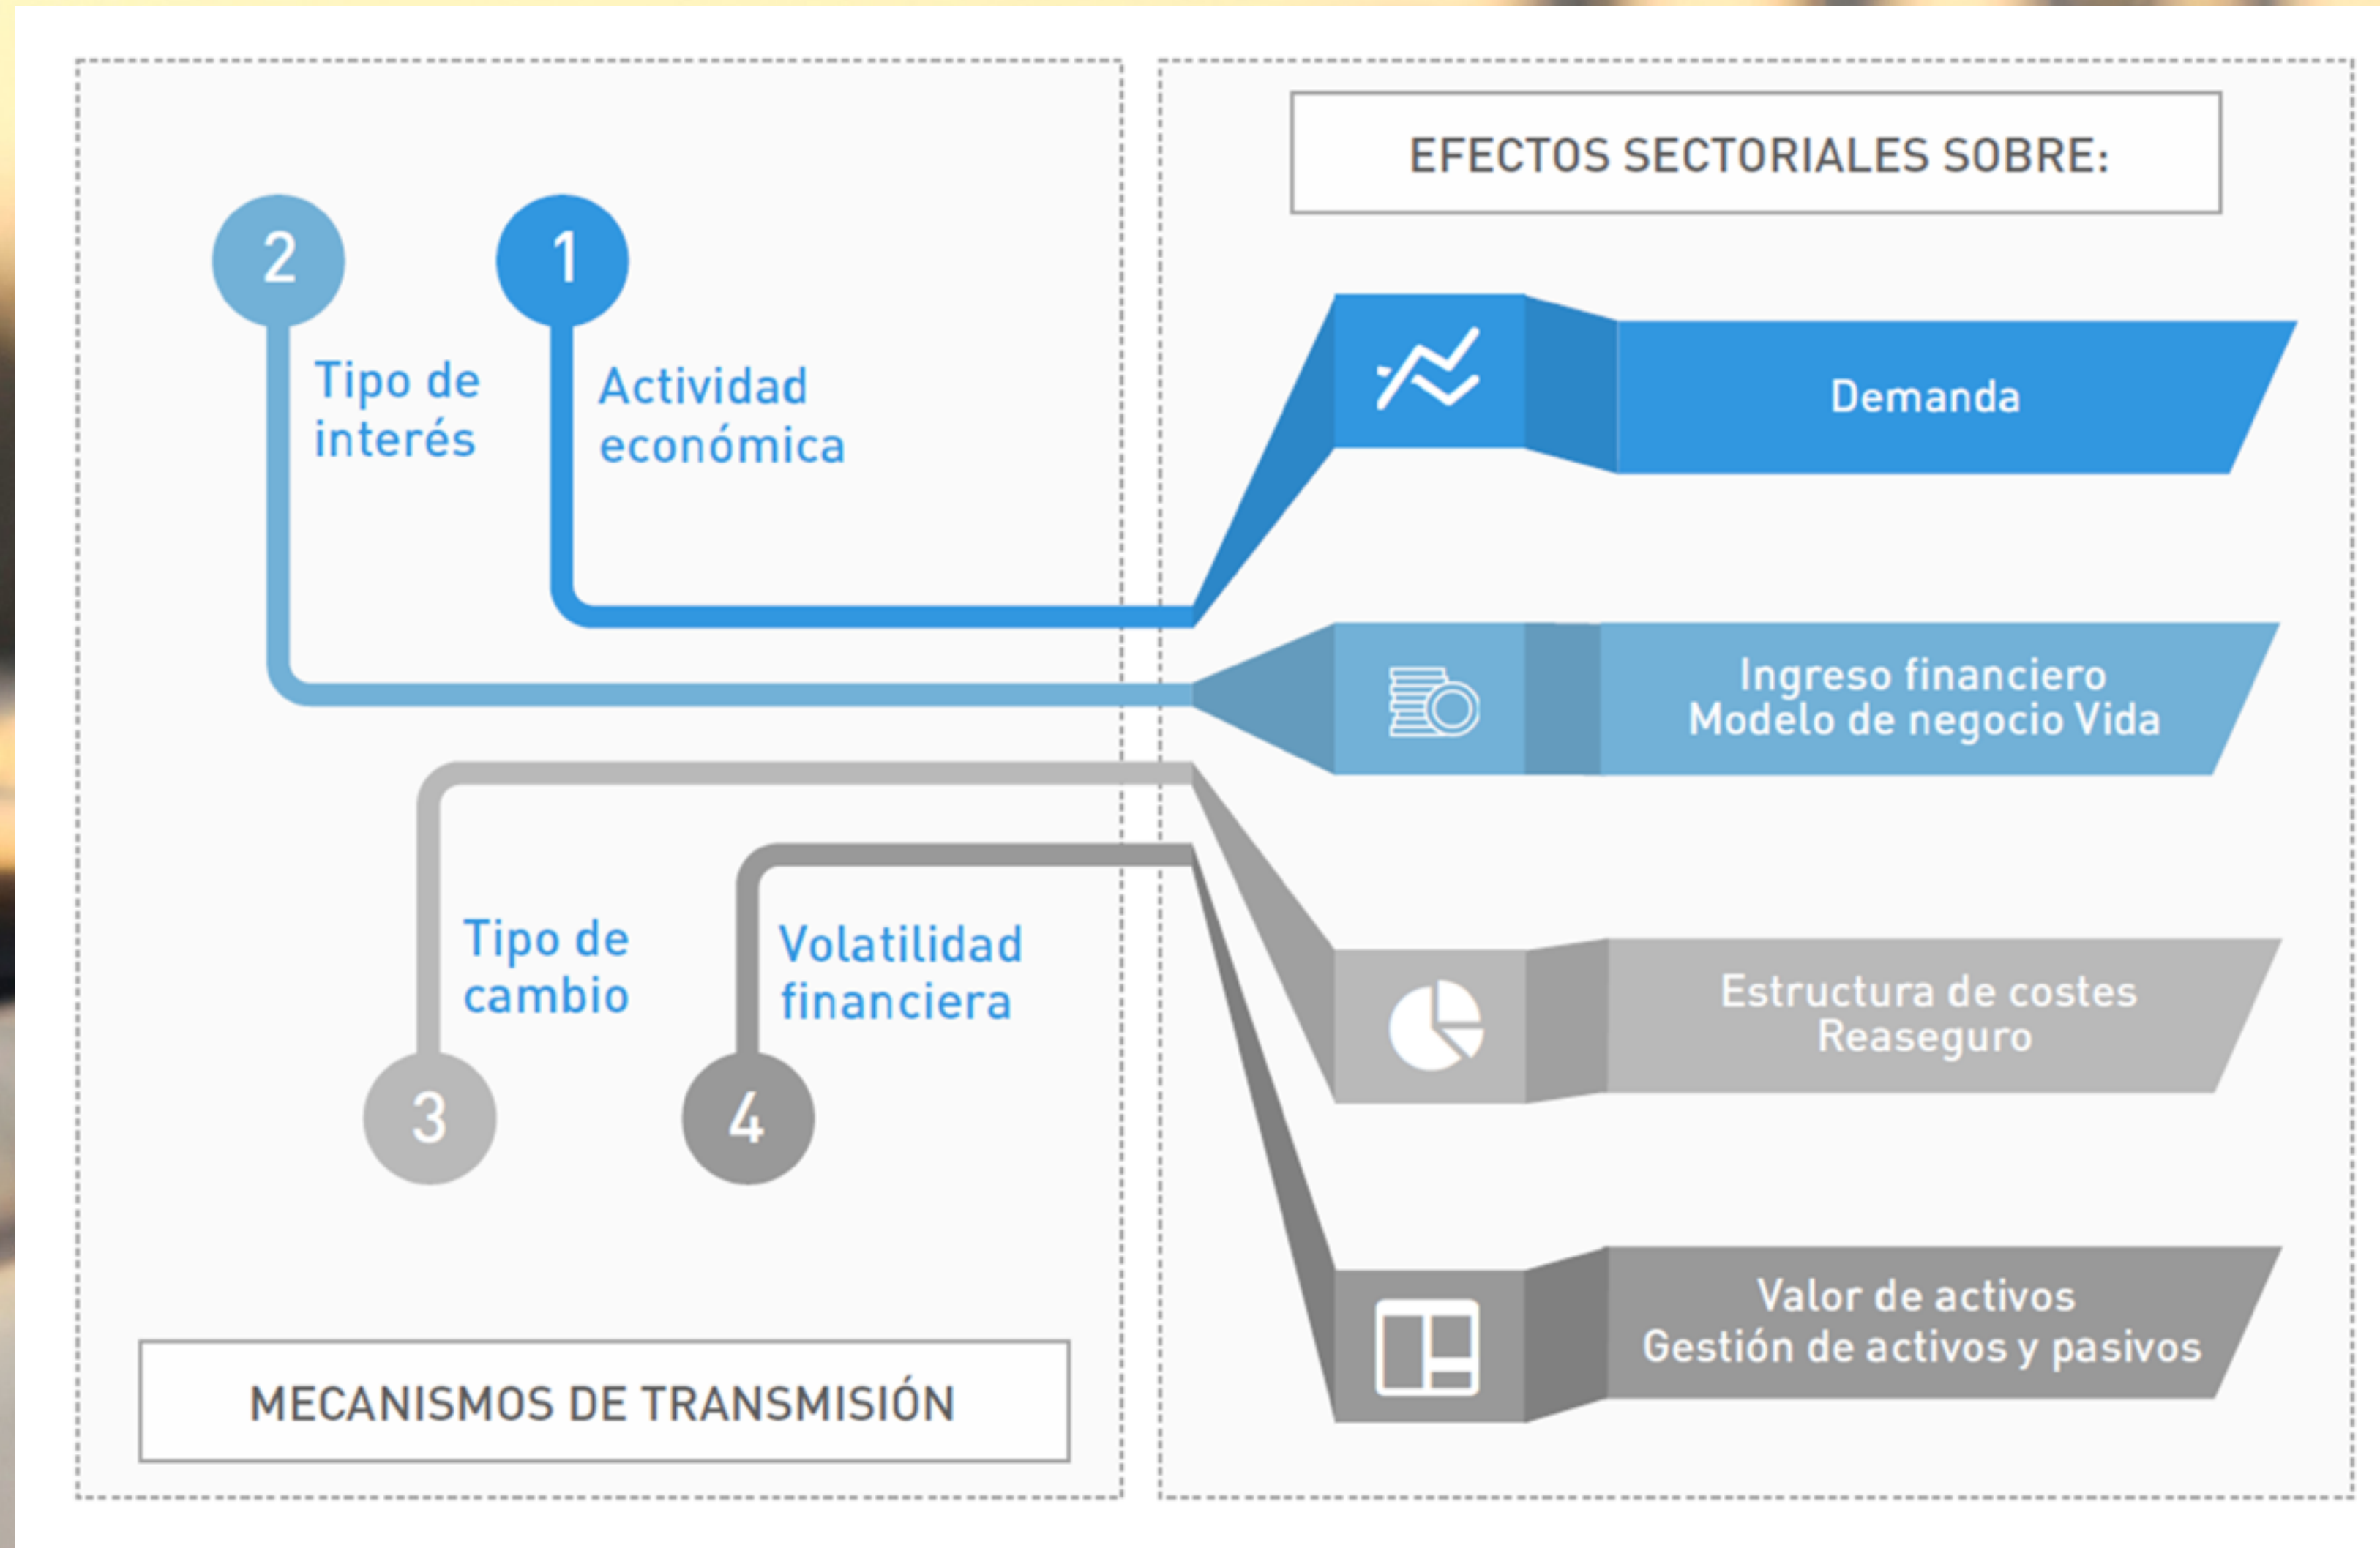 2
1
Tipo de
interés
Actividad
económica
3
Tipo de
cambio
4
Volatilidad
financiera
MECANISMOS DE TRANSMISIÓN
EFECTOS SECTORIALES SOBRE:
Demanda
Ingreso financiero
Modelo de negocio Vida
Estructura de costes
Reaseguro
Valor de activos
Gestión de activos y pasivos